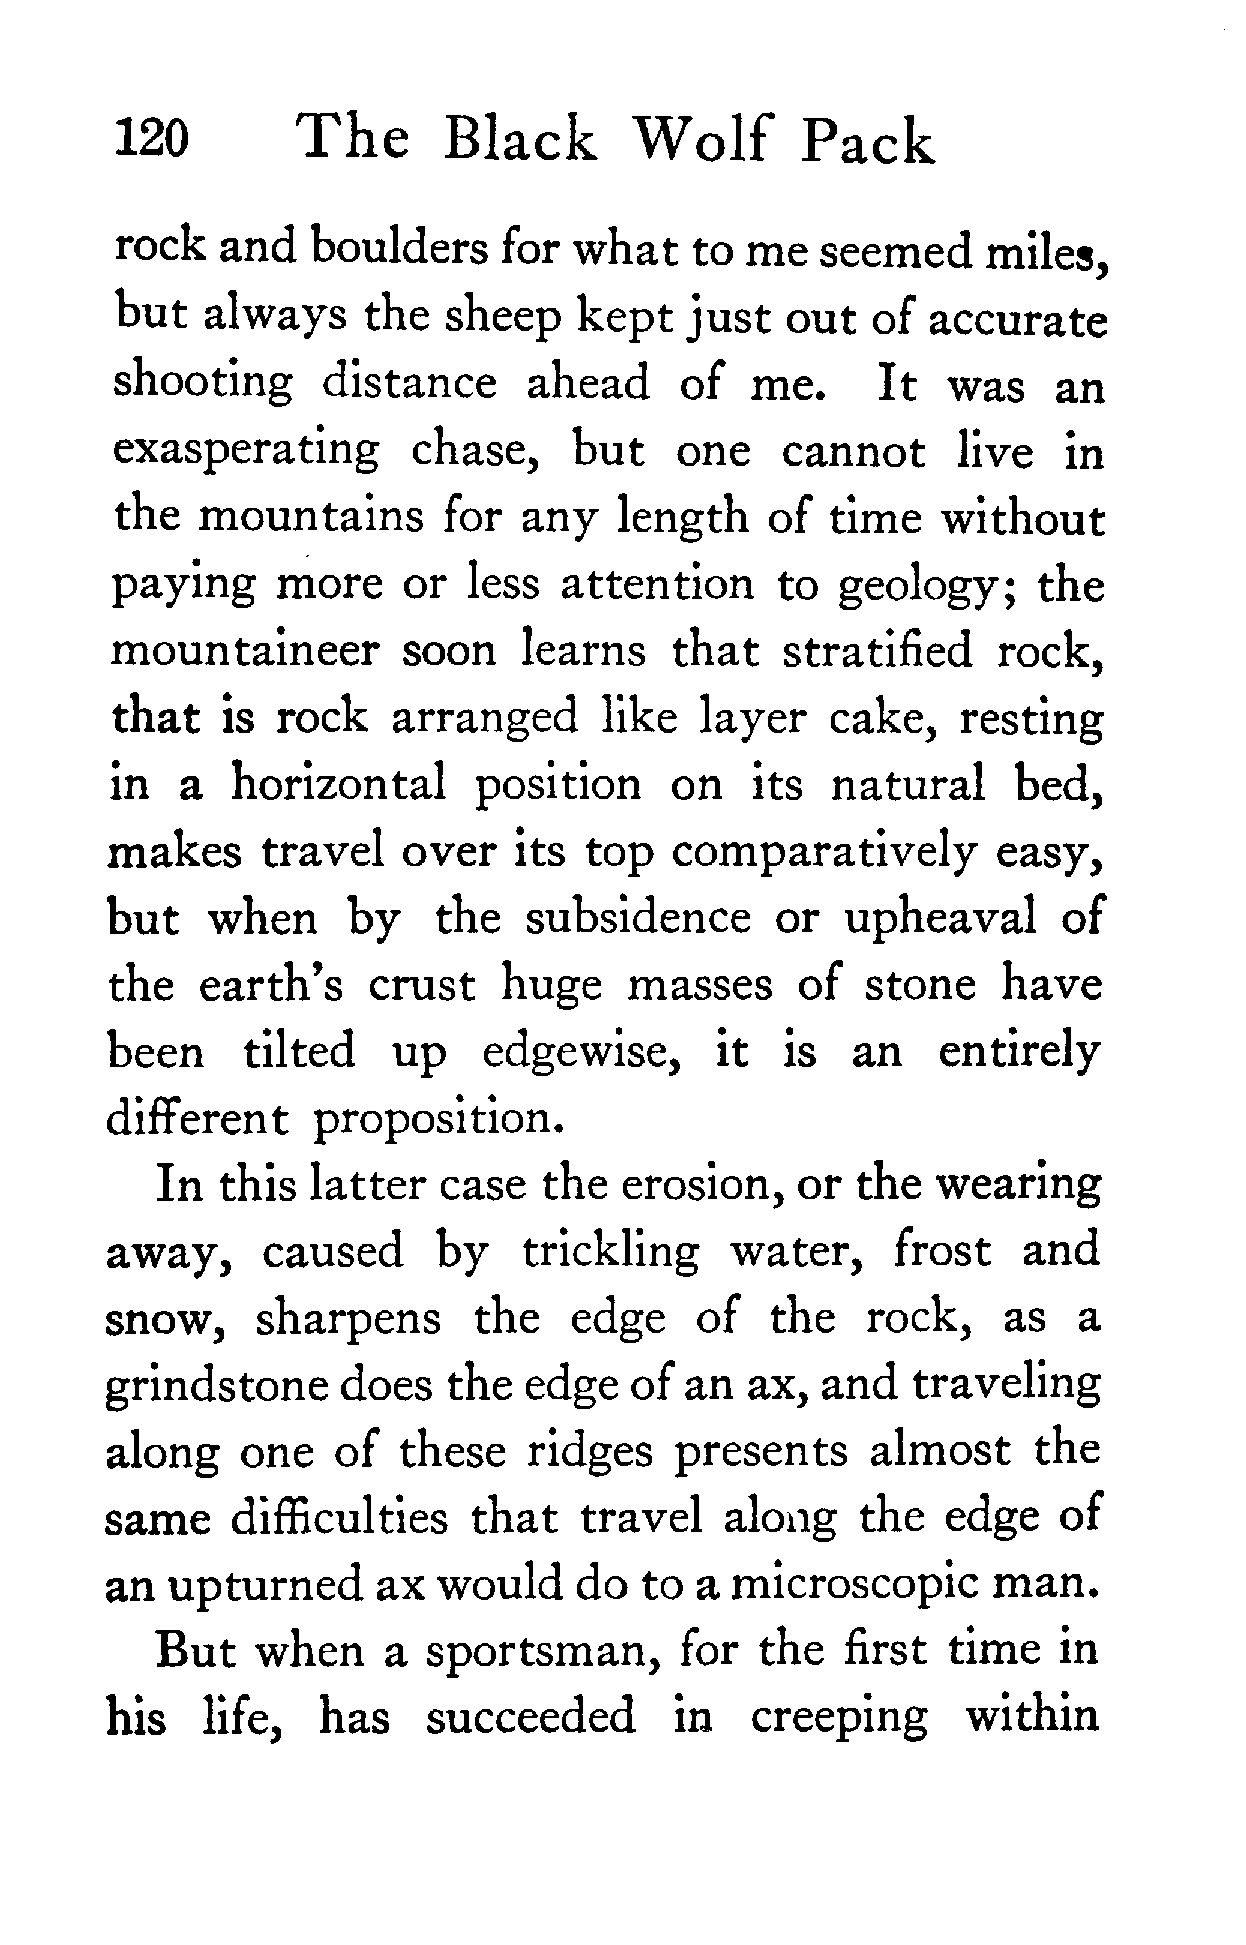 120 The Black Wolf Pack
rock and boulders for what to me seemed miles,
but always the sheep kept just out of accurate
shooting distance ahead of me. It was an
exasperating chase, but one cannot live in
the mountains for any length of time without
paying more or less attention to geology; the
mountaineer soon learns that stratified rock,
that is rock arranged like layer cake, resting
in a horizontal position on its natural bed,
makes travel over its top comparatively easy,
but when by the subsidence or upheaval of
the earth's crust huge masses of stone have
been tilted up edgewise, it is an entirely
different proposition.
In this latter case the erosion, or the wearing
away, caused by trickling water, frost and
snow, sharpens the edge of the rock, as a
grindstone does the edge of an ax, and traveling
along one of these ridges presents almost the
same difficulties that travel along the edge of
an upturned ax would do to a microscopic man.
But when a sportsman, for the first time in
his life, has succeeded in creeping within